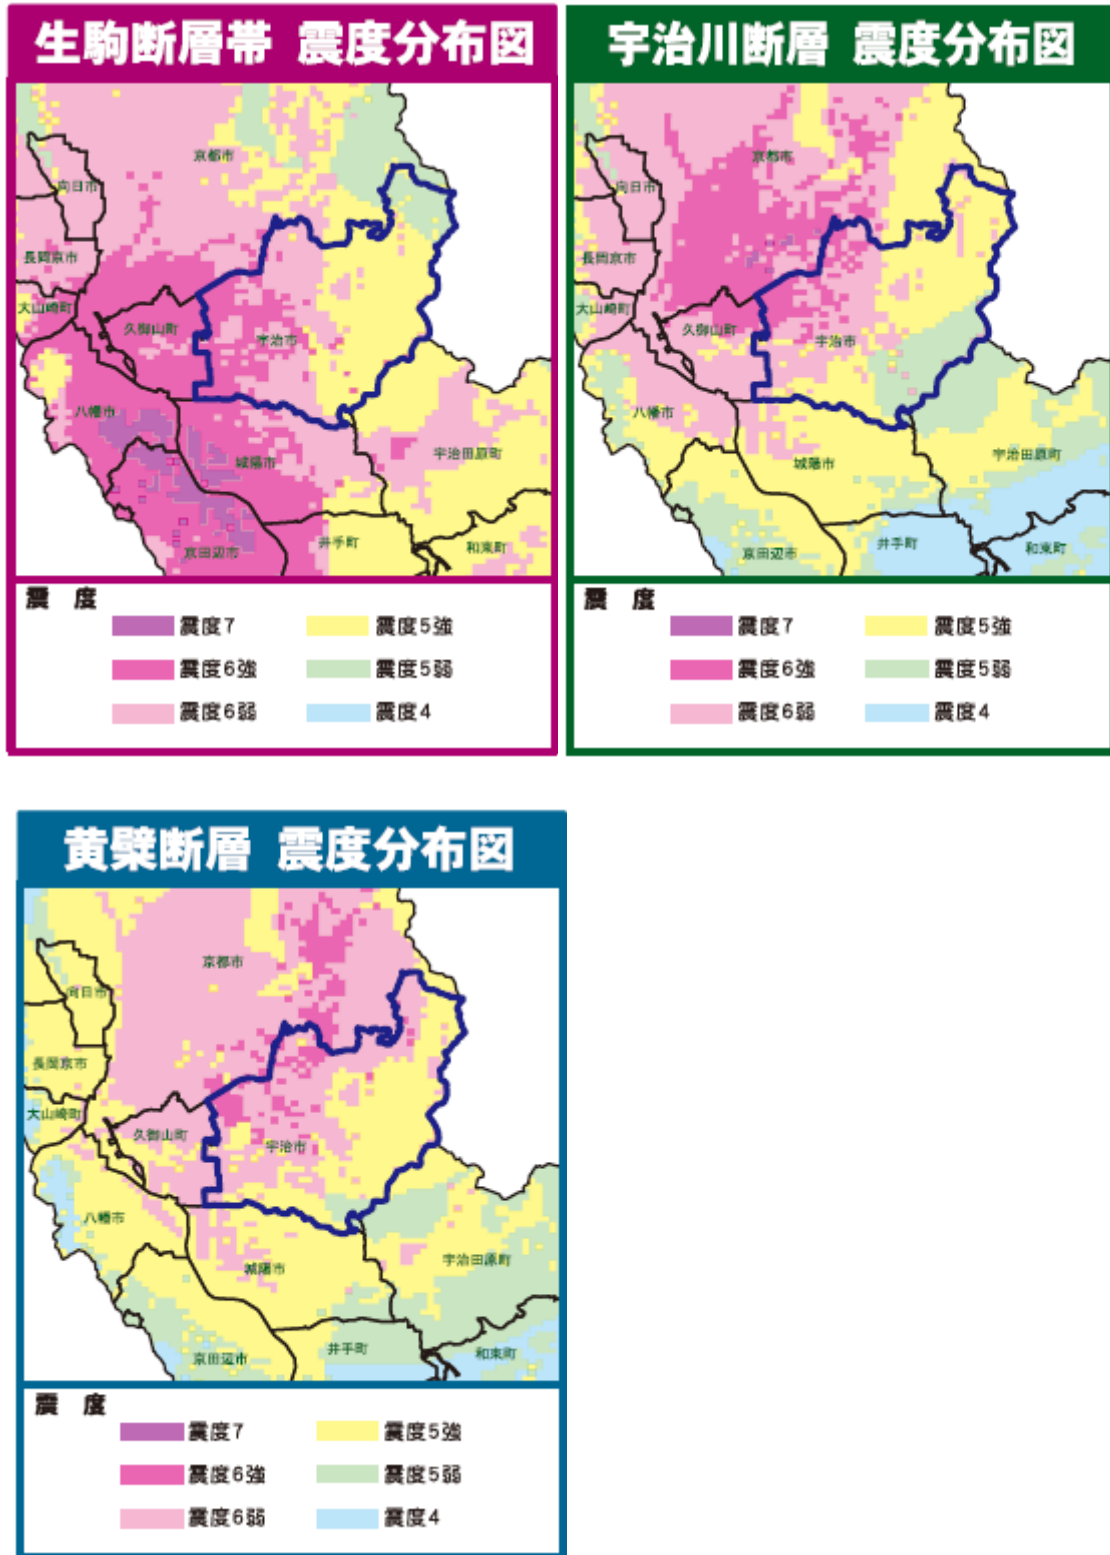 生駒断層帯 震度分布図
京都市
向日市
長岡京市
大山崎町
久御山町
宇治市
八幡市
城陽市
宇治田原町
京田辺市
井手町
和束町
震 度
震度7
震度6強
震度6弱
震度5強
震度5弱
震度4
宇治川断層 震度分布図
京都市
向日市
長岡京市
大山崎町
久御山町
宇治市
八幡市
城陽市
宇治田原町
京田辺市
井手町
和束町
震 度
震度7
震度6強
震度6弱
震度5強
震度5弱
震度4
黄檗断層 震度分布図
京都市
向日市
長岡京市
大山崎町
久御山町
宇治市
八幡市
城陽市
宇治田原町
京田辺市
井手町
和束町
震 度
震度7
震度6強
震度6弱
震度5強
震度5弱
震度4